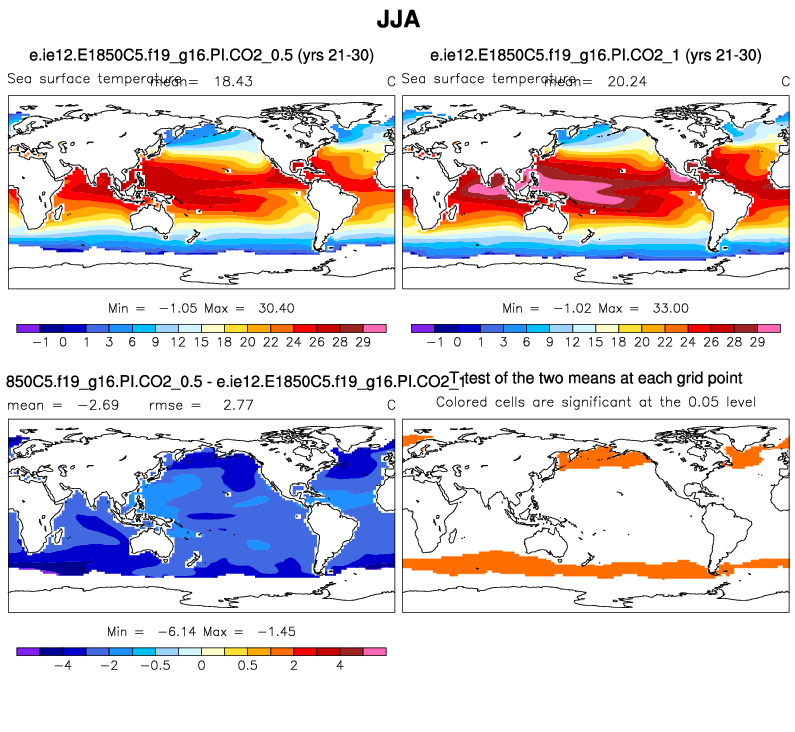 JJA
e.ie12.E1850C5.f19_g16.PI.CO2_0.5 (yrs 21-30)
Sea surface temperature mean= 18.43 C
Min = -1.05 Max = 30.40
-1 0 1 3 6 9 12 15 18 20 22 24 26 28 29
e.ie12.E1850C5.f19_g16.PI.CO2_1 (yrs 21-30)
Sea surface temperature mean= 20.24 C
Min = -1.02 Max = 33.00
-1 0 1 3 6 9 12 15 18 20 22 24 26 28 29
850C5.f19_g16.PI.CO2_0.5 - e.ie12.E1850C5.f19_g16.PI.CO2_1
mean = -2.69 rmse = 2.77 C
Min = -6.14 Max = -1.45
-4 -2 -0.5 0 0.5 2 4
T-test of the two means at each grid point
Colored cells are significant at the 0.05 level